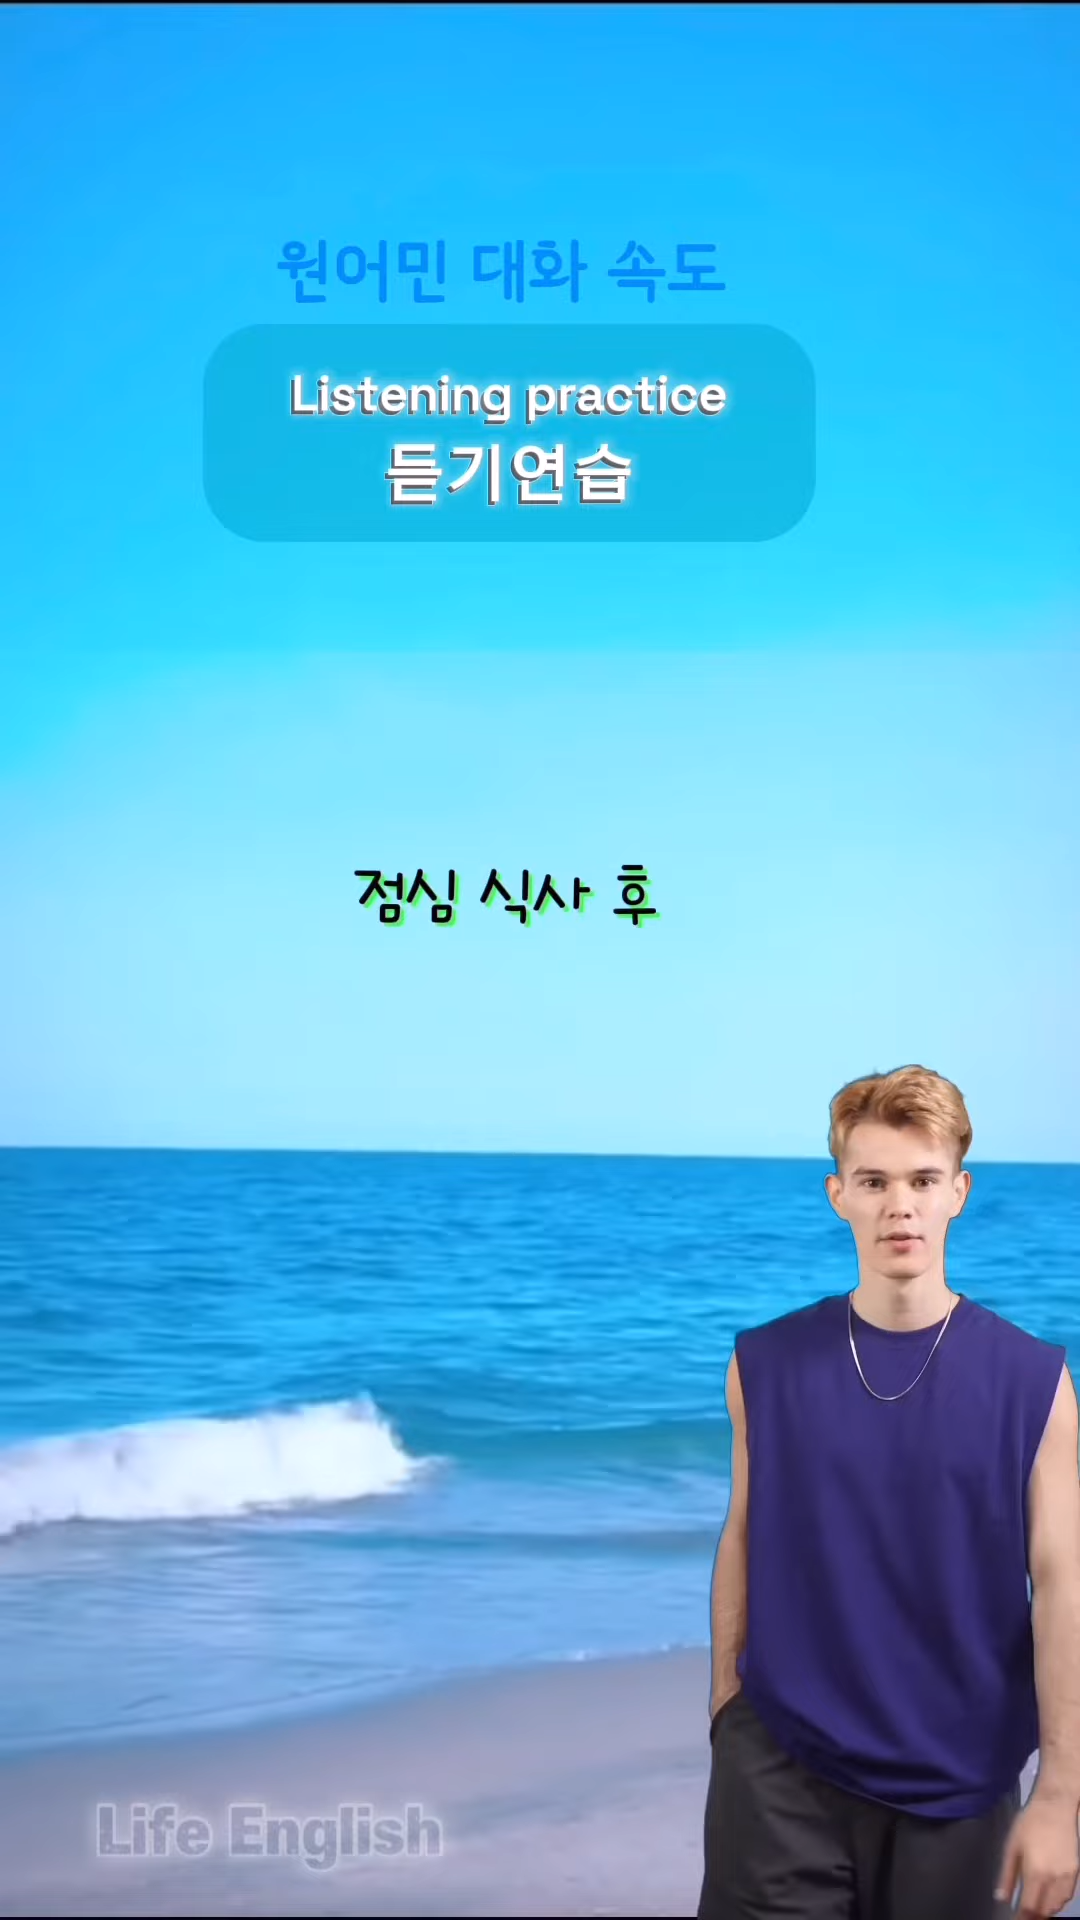 원어민 대화 속도
Listening practice
듣기연습
점심 식사 후
Life English